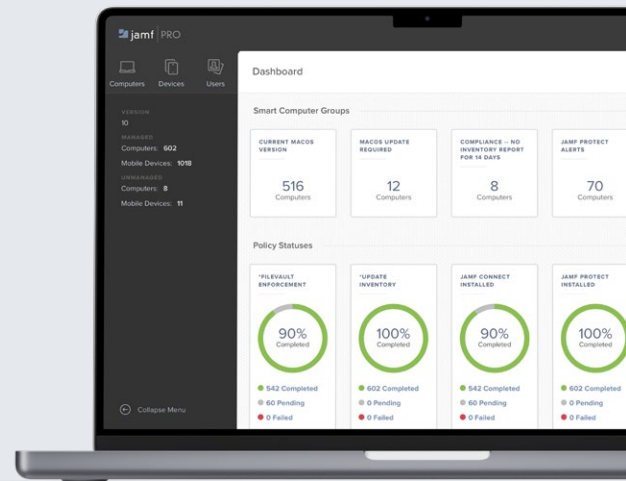 jamf PRO
Computers Devices Users
VERSION
10
MANAGED
Computers: 602
Mobile Devices: 1018
UNMANAGED
Computers: 8
Mobile Devices: 11
Collapse Menu
Dashboard
Smart Computer Groups
CURRENT MACOS
VERSION
516
Computers
MACOS UPDATE
REQUIRED
12
Computers
COMPLIANCE -- NO
INVENTORY REPORT
FOR 14 DAYS
8
Computers
JAMF PROTECT
ALERTS
70
Computers
Policy Statuses
*FILEVAULT
ENFORCEMENT
90%
Completed
542 Completed
60 Pending
0 Failed
*UPDATE
INVENTORY
100%
Completed
602 Completed
0 Pending
0 Failed
JAMF CONNECT
INSTALLED
90%
Completed
542 Completed
60 Pending
0 Failed
JAMF PROTECT
INSTALLED
100%
Completed
602 Completed
0 Pending
0 Failed